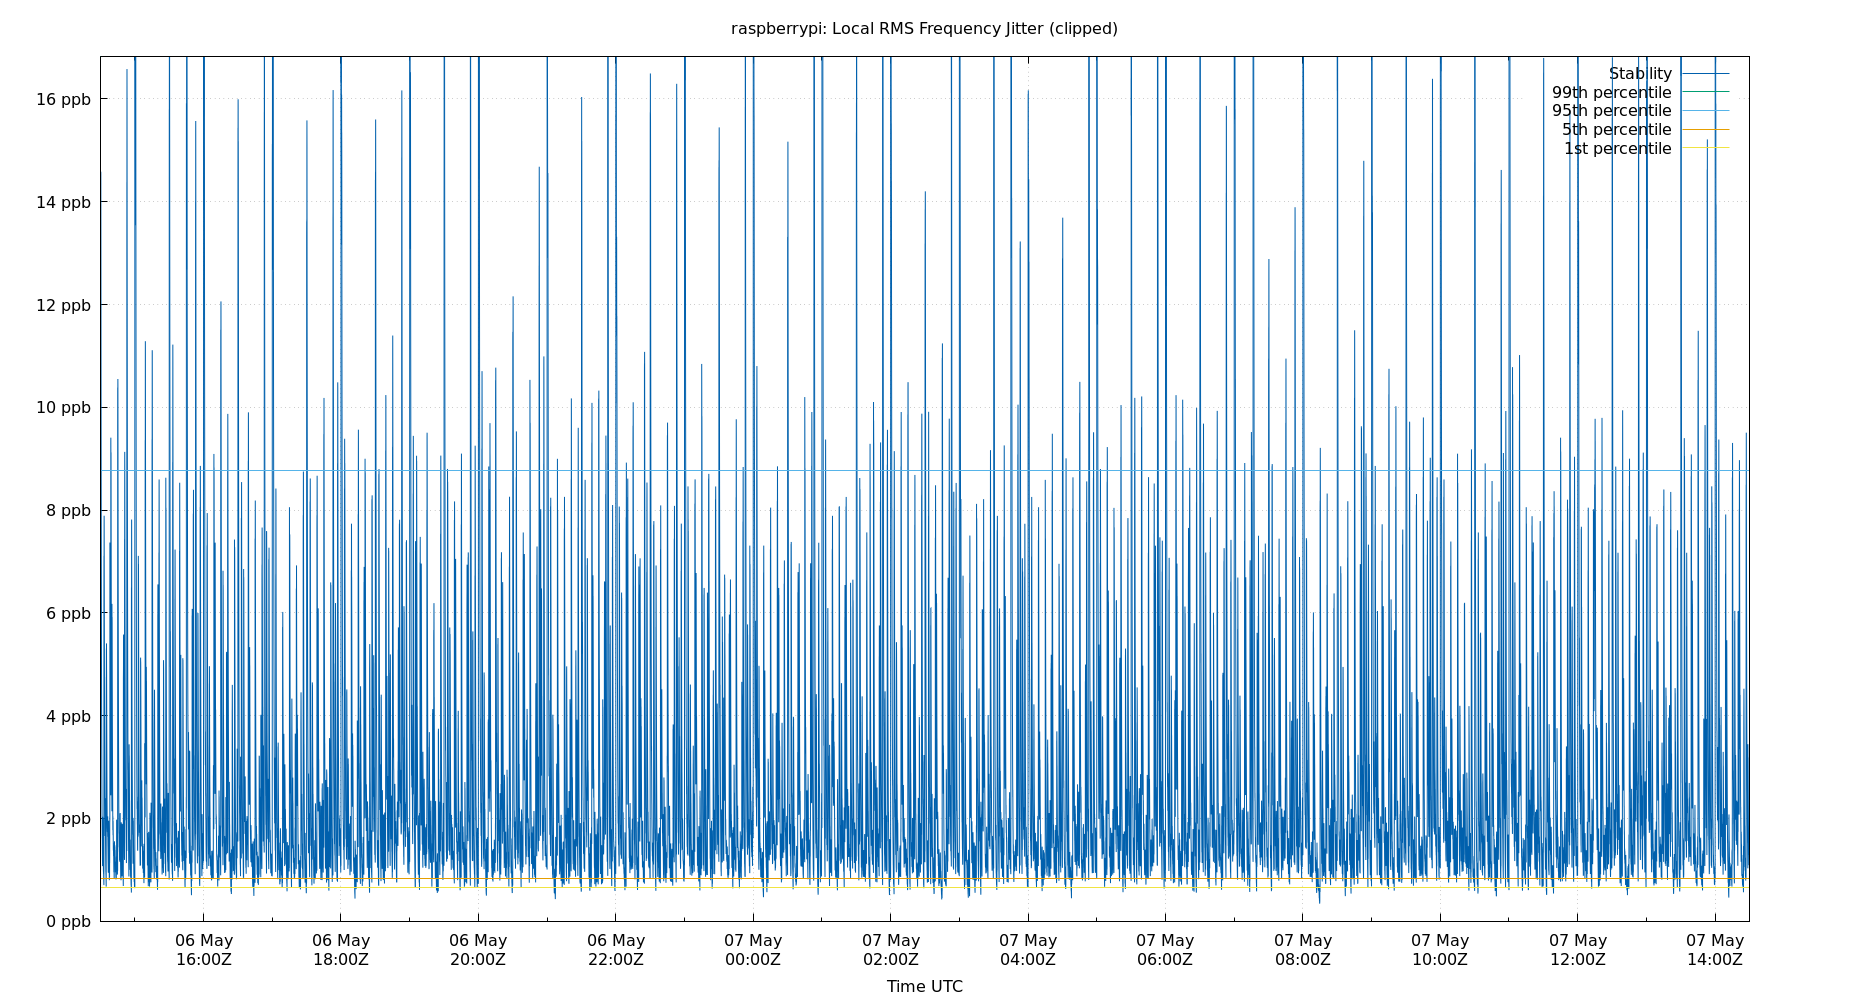 raspberrypi: Local RMS Frequency Jitter (clipped)
Stability
99th percentile
95th percentile
5th percentile
1st percentile
16 ppb
14 ppb
12 ppb
10 ppb
8 ppb
6 ppb
4 ppb
2 ppb
0 ppb
06 May 06 May 06 May 06 May 07 May 07 May 07 May 07 May 07 May 07 May 07 May 07 May
16:00Z 18:00Z 20:00Z 22:00Z 00:00Z 02:00Z 04:00Z 06:00Z 08:00Z 10:00Z 12:00Z 14:00Z
Time UTC